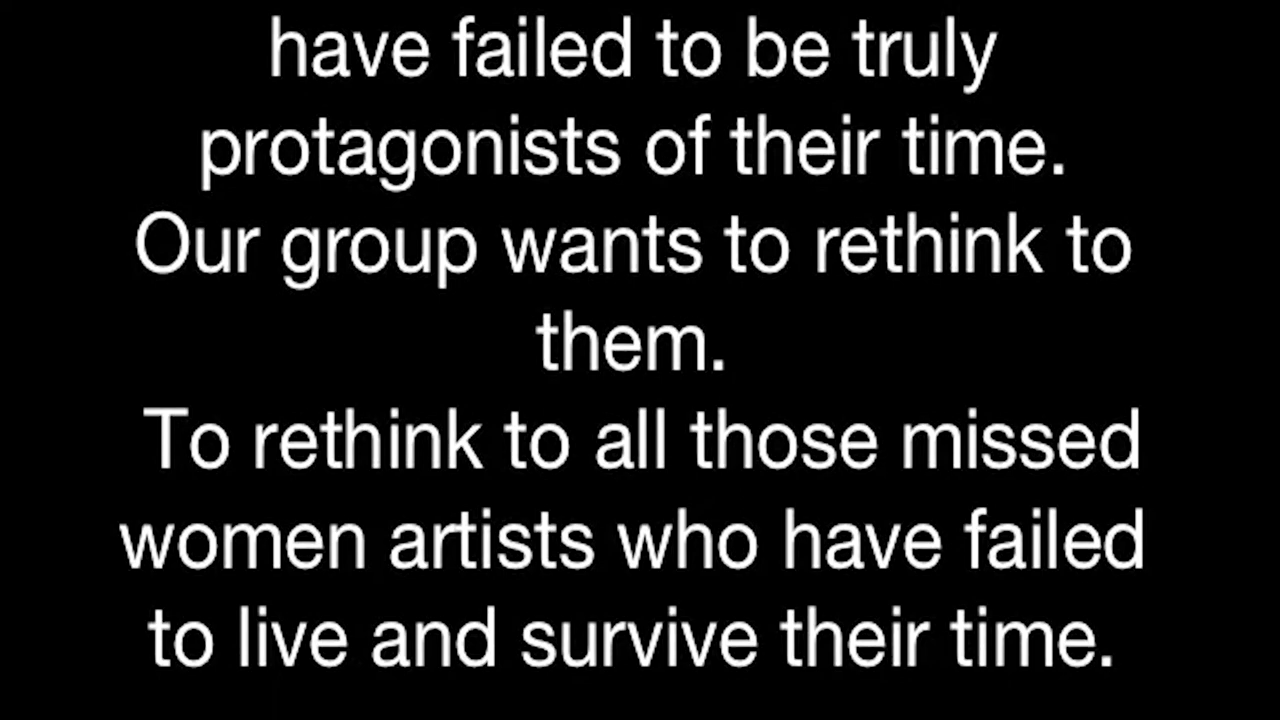 have failed to be truly
protagonists of their time.
Our group wants to rethink to
them.
To rethink to all those missed
women artists who have failed
to live and survive their time.